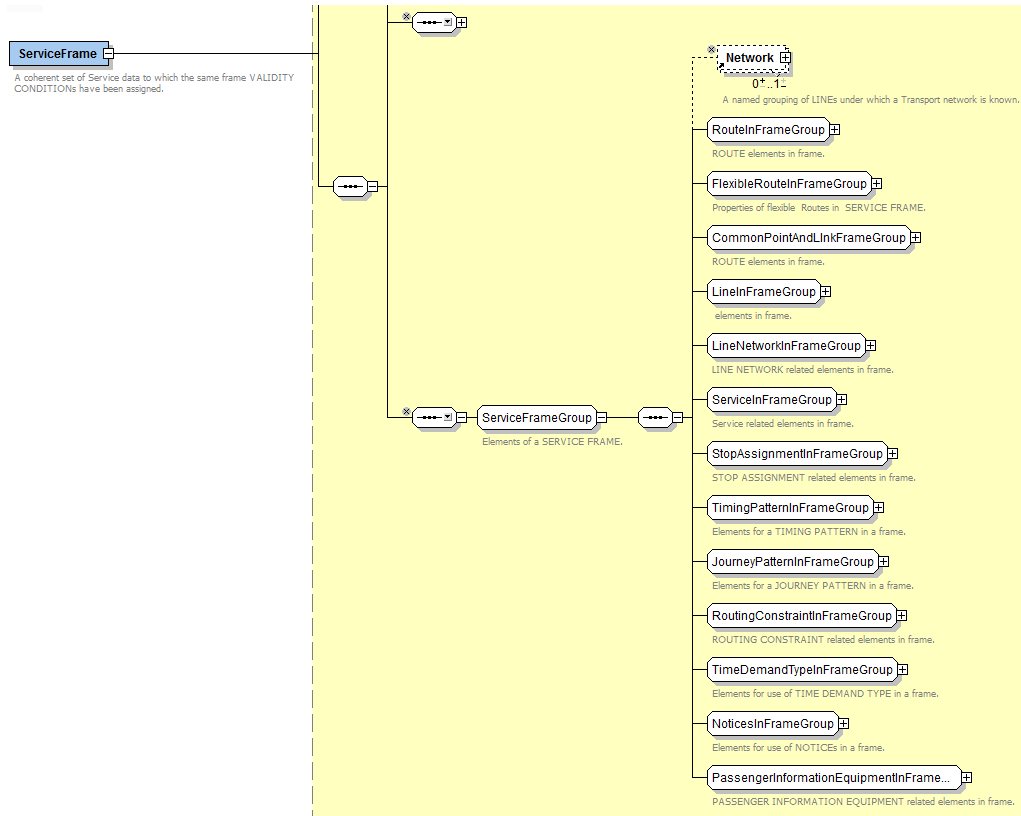 ServiceFrame
A coherent set of Service data to which the same frame VALIDITY
CONDITIONs have been assigned.
Network
0..1
A named grouping of LINEs under which a Transport network is known.
RouteInFrameGroup
ROUTE elements in frame.
FlexibleRouteInFrameGroup
Properties of flexible Routes in SERVICE FRAME.
CommonPointAndLInkFrameGroup
ROUTE elements in frame.
LineInFrameGroup
elements in frame.
LineNetworkInFrameGroup
LINE NETWORK related elements in frame.
ServiceFrameGroup
Elements of a SERVICE FRAME.
ServiceInFrameGroup
Service related elements in frame.
StopAssignmentInFrameGroup
STOP ASSIGNMENT related elements in frame.
TimingPatternInFrameGroup
Elements for a TIMING PATTERN in a frame.
JourneyPatternInFrameGroup
Elements for a JOURNEY PATTERN in a frame.
RoutingConstraintInFrameGroup
ROUTING CONSTRAINT related elements in frame.
TimeDemandTypeInFrameGroup
Elements for use of TIME DEMAND TYPE in a frame.
NoticesInFrameGroup
Elements for use of NOTICEs in a frame.
PassengerInformationEquipmentInFrame...
PASSENGER INFORMATION EQUIPMENT related elements in frame.